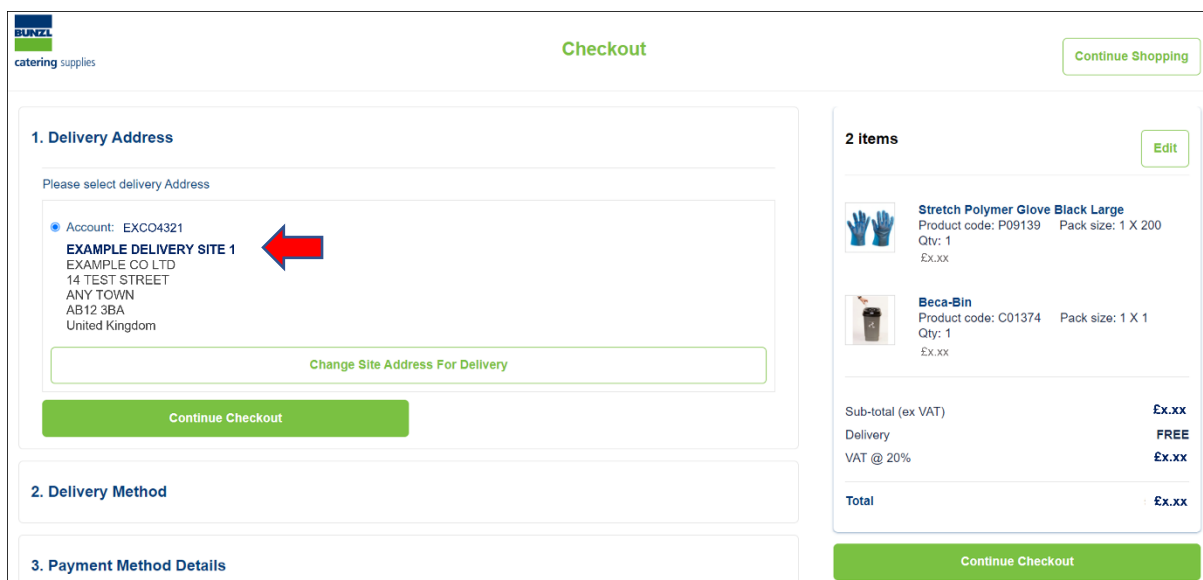 BUNZL
catering supplies
Checkout
Continue Shopping
1. Delivery Address
Please select delivery Address
Account: EXCO4321
EXAMPLE DELIVERY SITE 1
EXAMPLE CO LTD
14 TEST STREET
ANY TOWN
AB12 3BA
United Kingdom
Change Site Address For Delivery
Continue Checkout
2. Delivery Method
3. Payment Method Details
2 items
Edit
Stretch Polymer Glove Black Large
Product code: P09139 Pack size: 1 X 200
Qty: 1
£x.xx
Beca-Bin
Product code: C01374 Pack size: 1 X 1
Qty: 1
£x.xx
Sub-total (ex VAT) £x.xx
Delivery FREE
VAT @ 20% £x.xx
Total £x.xx
Continue Checkout